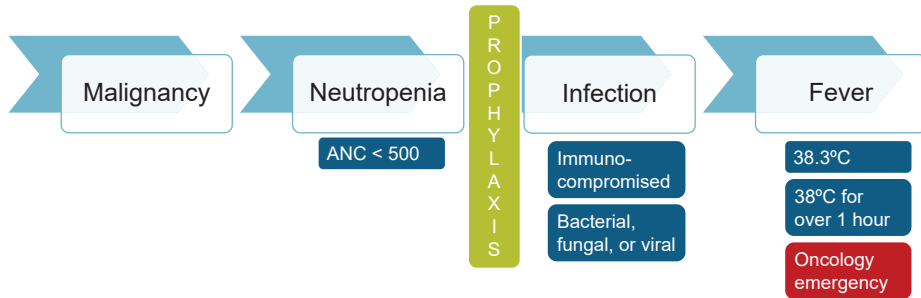 Malignancy
Neutropenia
ANC < 500
PROPHYLAXIS
Infection
Immuno-
compromised
Bacterial,
fungal, or viral
Fever
38.3ºC
38ºC for
over 1 hour
Oncology
emergency